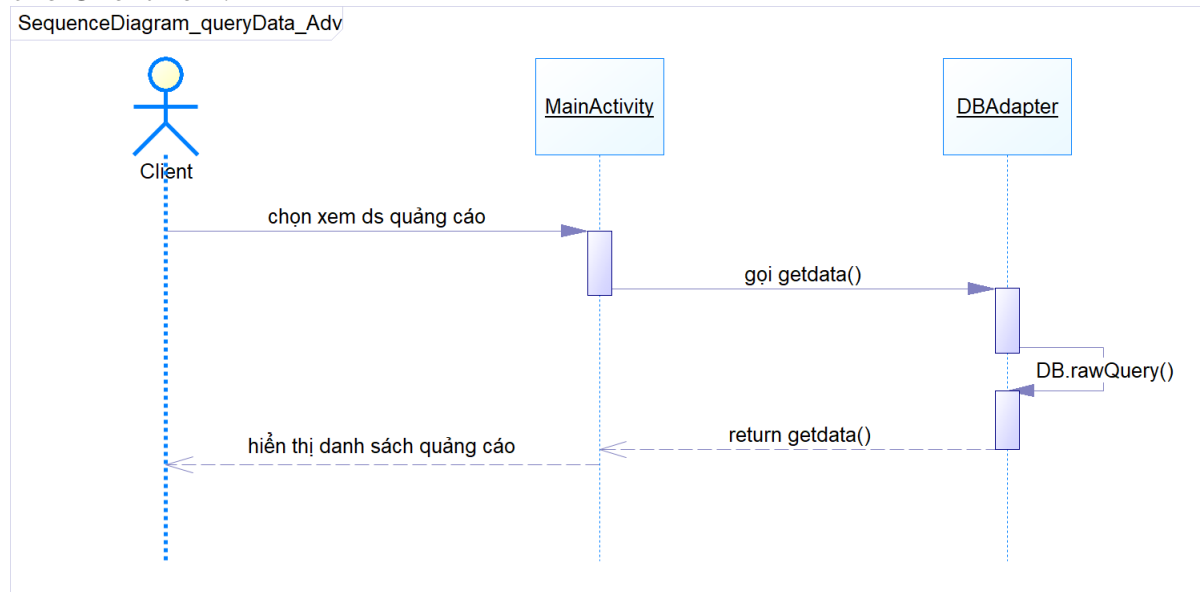 SequenceDiagram_queryData_Adv
MainActivity
DBAdapter
Client
chọn xem ds quảng cáo
gọi getdata()
DB.rawQuery()
return getdata()
hiển thị danh sách quảng cáo